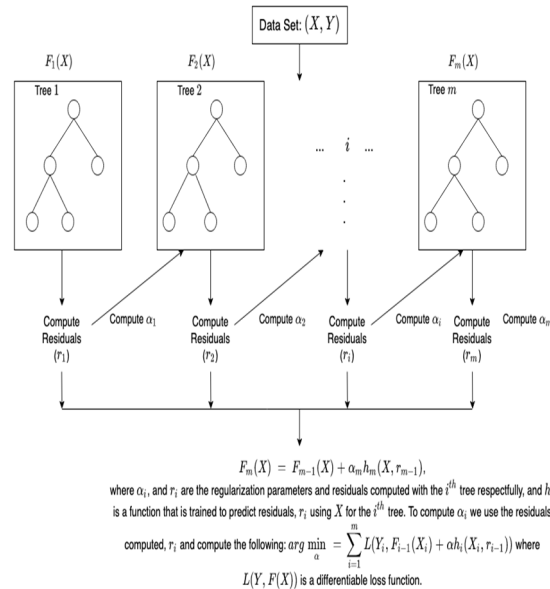 Data Set: (X, Y)
F₁(X) F₂(X) Fₘ(X)
Tree 1 Tree 2 Tree m
... i ...
.
.
.
.
Compute Residuals (r₁)
Compute α₁
Compute Residuals (r₂)
Compute α₂
Compute Residuals (rᵢ)
Compute αᵢ
Compute Residuals (rₘ)
Compute αₘ
Fₘ(X) = Fₘ₋₁(X) + αₘhₘ(X, rₘ₋₁),
where αᵢ, and rᵢ are the regularization parameters and residuals computed with the iᵗʰ tree respectfully, and h
is a function that is trained to predict residuals, rᵢ using X for the iᵗʰ tree. To compute αᵢ we use the residuals
computed, rᵢ and compute the following: arg min_α = ∑_{i=1}^{m} L(Yᵢ, Fᵢ₋₁(Xᵢ) + αhᵢ(Xᵢ, rᵢ₋₁)) where
L(Y, F(X)) is a differentiable loss function.